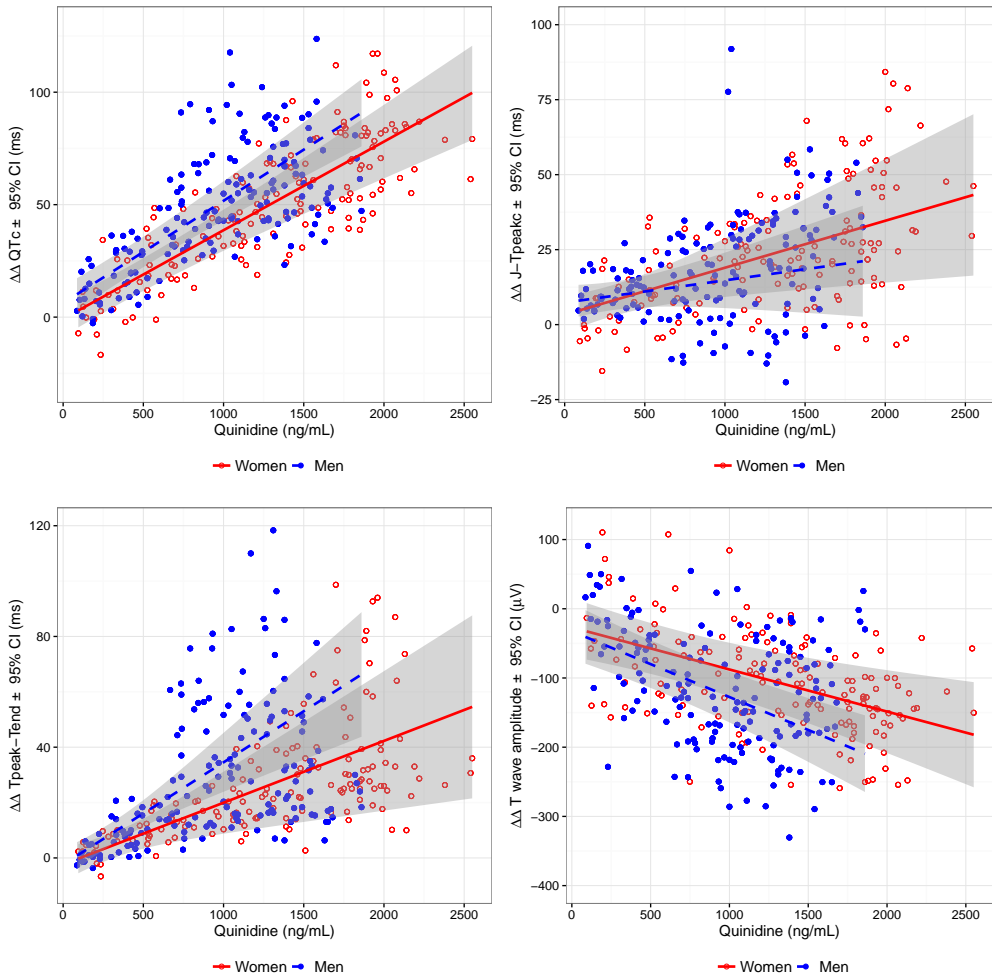 ΔΔ QTc ± 95% CI (ms)
100
50
0
0 500 1000 1500 2000 2500
Quinidine (ng/mL)
Women Men
ΔΔ J−Tpeakc ± 95% CI (ms)
100
75
50
25
0
−25
0 500 1000 1500 2000 2500
Quinidine (ng/mL)
Women Men
ΔΔ Tpeak−Tend ± 95% CI (ms)
120
80
40
0
0 500 1000 1500 2000 2500
Quinidine (ng/mL)
Women Men
ΔΔ T wave amplitude ± 95% CI (μV)
100
0
−100
−200
−300
−400
0 500 1000 1500 2000 2500
Quinidine (ng/mL)
Women Men